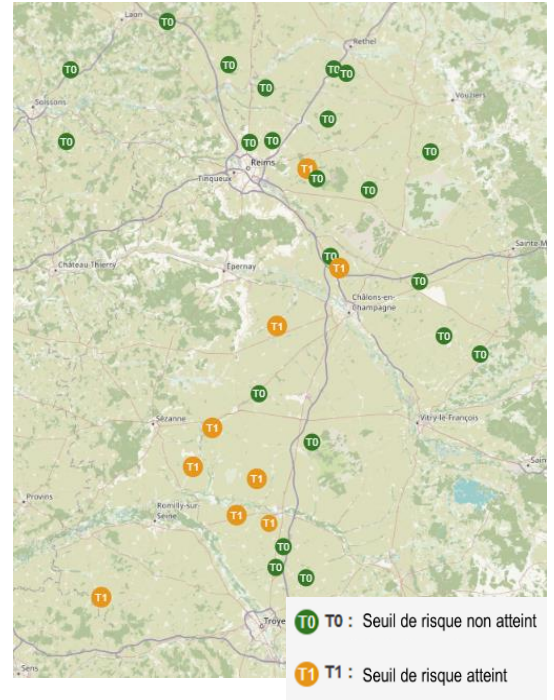 Laon
T0
Rethel
T0
T0
T0 T0
T0
Vouziers
Soissons
T0
T0
T0
T0
T0
Reims
T1
Tinqueux
T0
T0
Sainte M
T0
Château Thierry
Épernay
T1
T0
Châlons-en-
Champagne
T1
T0
T0
T0
Sézanne
T1
Vitry-le-François
T0
Sain
T1
T1
Provins
Romilly-sur-
Seine
T1
T1
T0
T0
T0
T1
Troye
Sens
T0 T0 : Seuil de risque non atteint
T1 T1 : Seuil de risque atteint